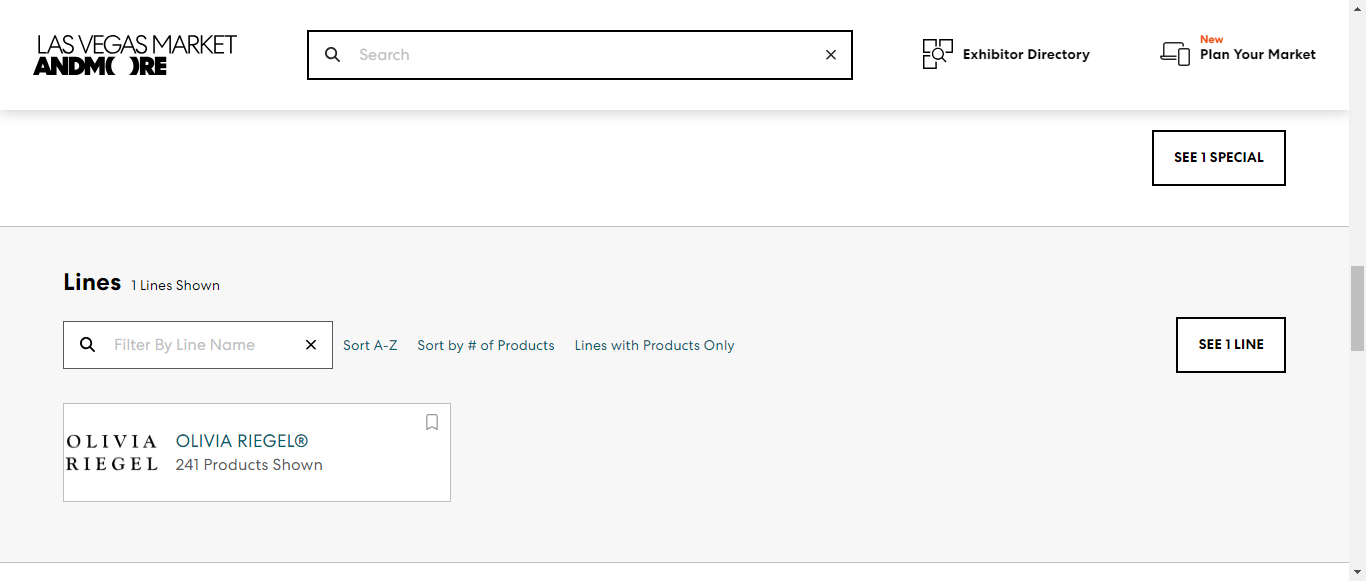 LAS VEGAS MARKET
ANDMORE
Search
Exhibitor Directory
New
Plan Your Market
SEE 1 SPECIAL
Lines 1 Lines Shown
Filter By Line Name
Sort A-Z Sort by # of Products Lines with Products Only
SEE 1 LINE
OLIVIA
RIEGEL
OLIVIA RIEGEL®
241 Products Shown